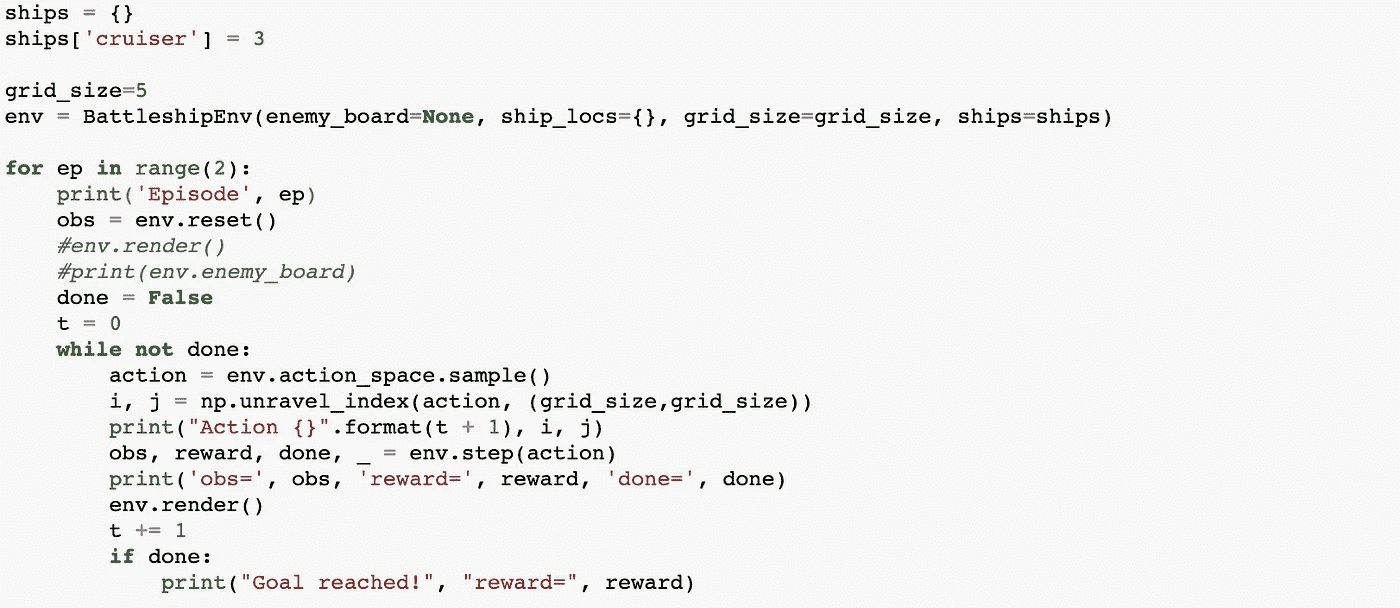 ships = {}
ships['cruiser'] = 3
grid_size=5
env = BattleshipEnv(enemy_board=None, ship_locs={}, grid_size=grid_size, ships=ships)
for ep in range(2):
    print('Episode', ep)
    obs = env.reset()
    #env.render()
    #print(env.enemy_board)
    done = False
    t = 0
    while not done:
        action = env.action_space.sample()
        i, j = np.unravel_index(action, (grid_size,grid_size))
        print("Action {}".format(t + 1), i, j)
        obs, reward, done, _ = env.step(action)
        print('obs=', obs, 'reward=', reward, 'done=', done)
        env.render()
        t += 1
        if done:
            print("Goal reached!", "reward=", reward)